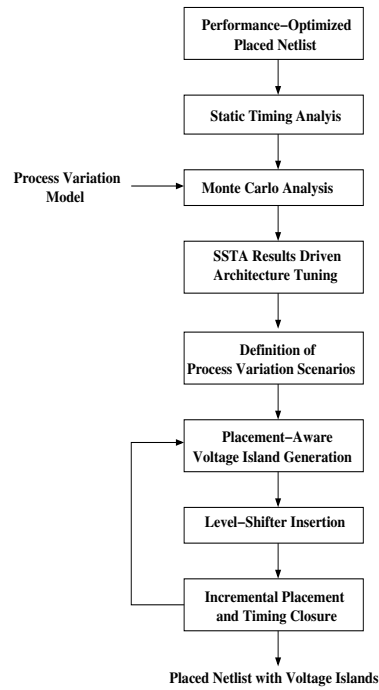 Performance-Optimized
Placed Netlist
Static Timing Analyis
Process Variation
Model
Monte Carlo Analysis
SSTA Results Driven
Architecture Tuning
Definition of
Process Variation Scenarios
Placement-Aware
Voltage Island Generation
Level-Shifter Insertion
Incremental Placement
and Timing Closure
Placed Netlist with Voltage Islands